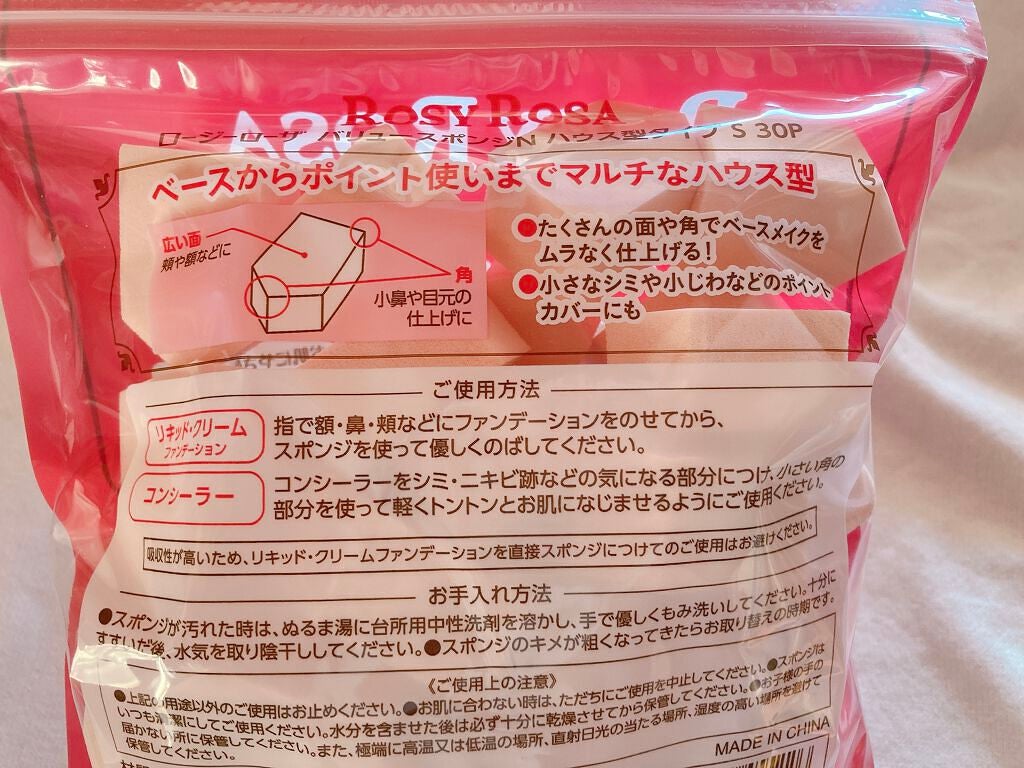 ROSY ROSA
ロージーローザ バリュースポンジN ハウス型タイプ S 30P
ベースからポイント使いまでマルチなハウス型
広い面
頬や額などに
角
小鼻や目元の
仕上げに
●たくさんの面や角でベースメイクを
ムラなく仕上げる!
●小さなシミや小じわなどのポイント
カバーにも
ご使用方法
リキッド・クリーム
ファンデーション
指で額・鼻・頬などにファンデーションをのせてから、
スポンジを使って優しくのばしてください。
コンシーラー
コンシーラーをシミ・ニキビ跡などの気になる部分につけ、小さい角の
部分を使って軽くトントンとお肌になじませるようにご使用ください。
吸収性が高いため、リキッド・クリームファンデーションを直接スポンジにつけてのご使用はお避けください。
お手入れ方法
●スポンジが汚れた時は、ぬるま湯に台所用中性洗剤を溶かし、手で優しくもみ洗いしてください。十分に
すすいだ後、水気を取り陰干ししてください。●スポンジのキメが粗くなってきたらお取り替えの時期です。
《ご使用上の注意》
●上記の用途以外のご使用はお止めください。●お肌に合わない時は、ただちにご使用を中止してください。●スポンジは
いつも清潔にしてご使用ください。水分を含ませた後は必ず十分に乾燥させてから保管してください。●お子様の手の
届かない所に保管してください。また、極端に高温又は低温の場所、直射日光の当たる場所、湿度の高い場所を避けて
保管してください。
MADE IN CHINA